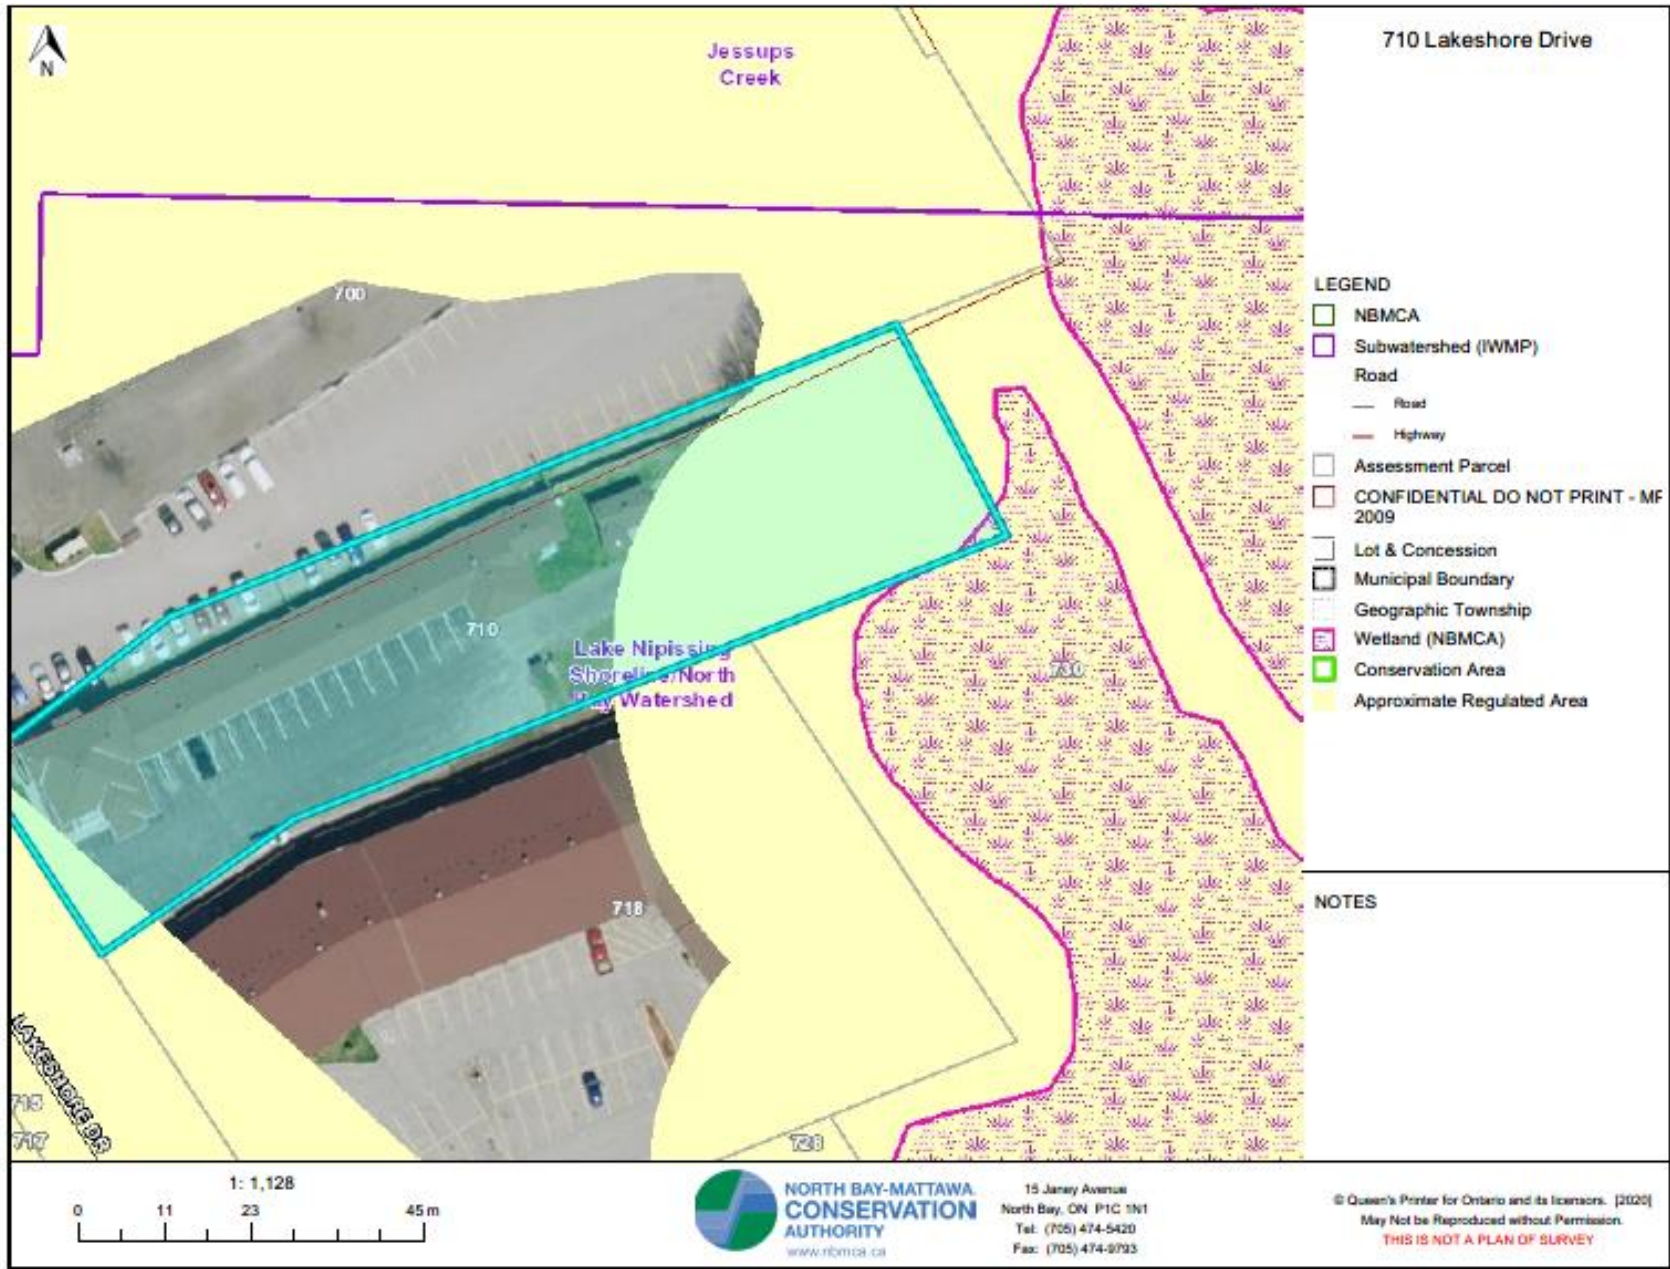 710 Lakeshore Drive
N
Jessups
Creek
700
710
Lake Nipissing
Shoreline/North
Bay Watershed
730
718
LAKESHORE DR
715
717
728
LEGEND
NBMCA
Subwatershed (IWMP)
Road
Road
Highway
Assessment Parcel
CONFIDENTIAL DO NOT PRINT - MP
2009
Lot & Concession
Municipal Boundary
Geographic Township
Wetland (NBMCA)
Conservation Area
Approximate Regulated Area
NOTES
1: 1,128
0 11 23 45 m
NORTH BAY-MATTAWA
CONSERVATION
AUTHORITY
www.nbmca.ca
15 Janey Avenue
North Bay, ON P1C 1N1
Tel: (705) 474-5420
Fax: (705) 474-9793
© Queen's Printer for Ontario and its licensors. [2020]
May Not be Reproduced without Permission.
THIS IS NOT A PLAN OF SURVEY